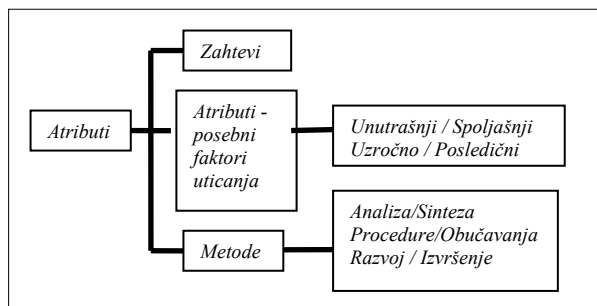 Atributi
Zahtevi
Atributi -
posebni
faktori
uticanja
Unutrašnji / Spoljašnji
Uzročno / Posledični
Metode
Analiza/Sinteza
Procedure/Obučavanja
Razvoj / Izvršenje